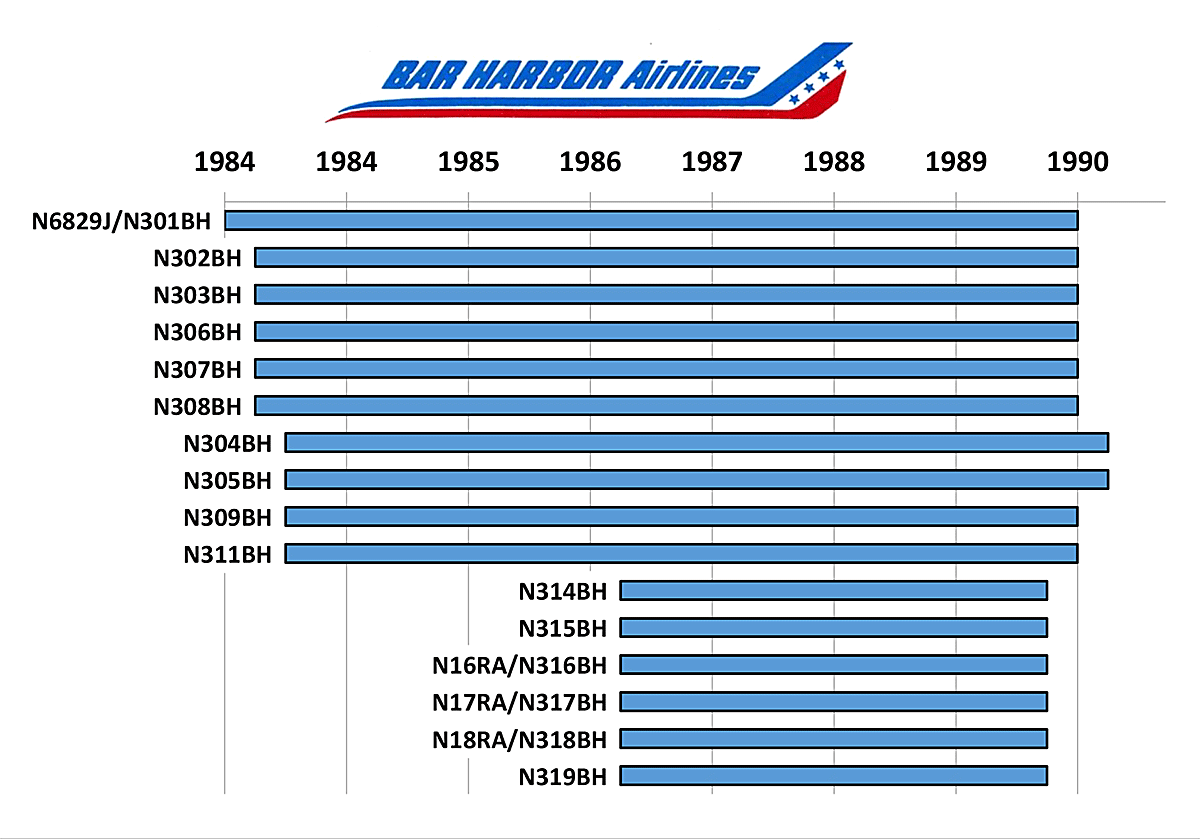 BAR HARBOR Airlines
1984 1984 1985 1986 1987 1988 1989 1990
N6829J/N301BH
N302BH
N303BH
N306BH
N307BH
N308BH
N304BH
N305BH
N309BH
N311BH
N314BH
N315BH
N16RA/N316BH
N17RA/N317BH
N18RA/N318BH
N319BH